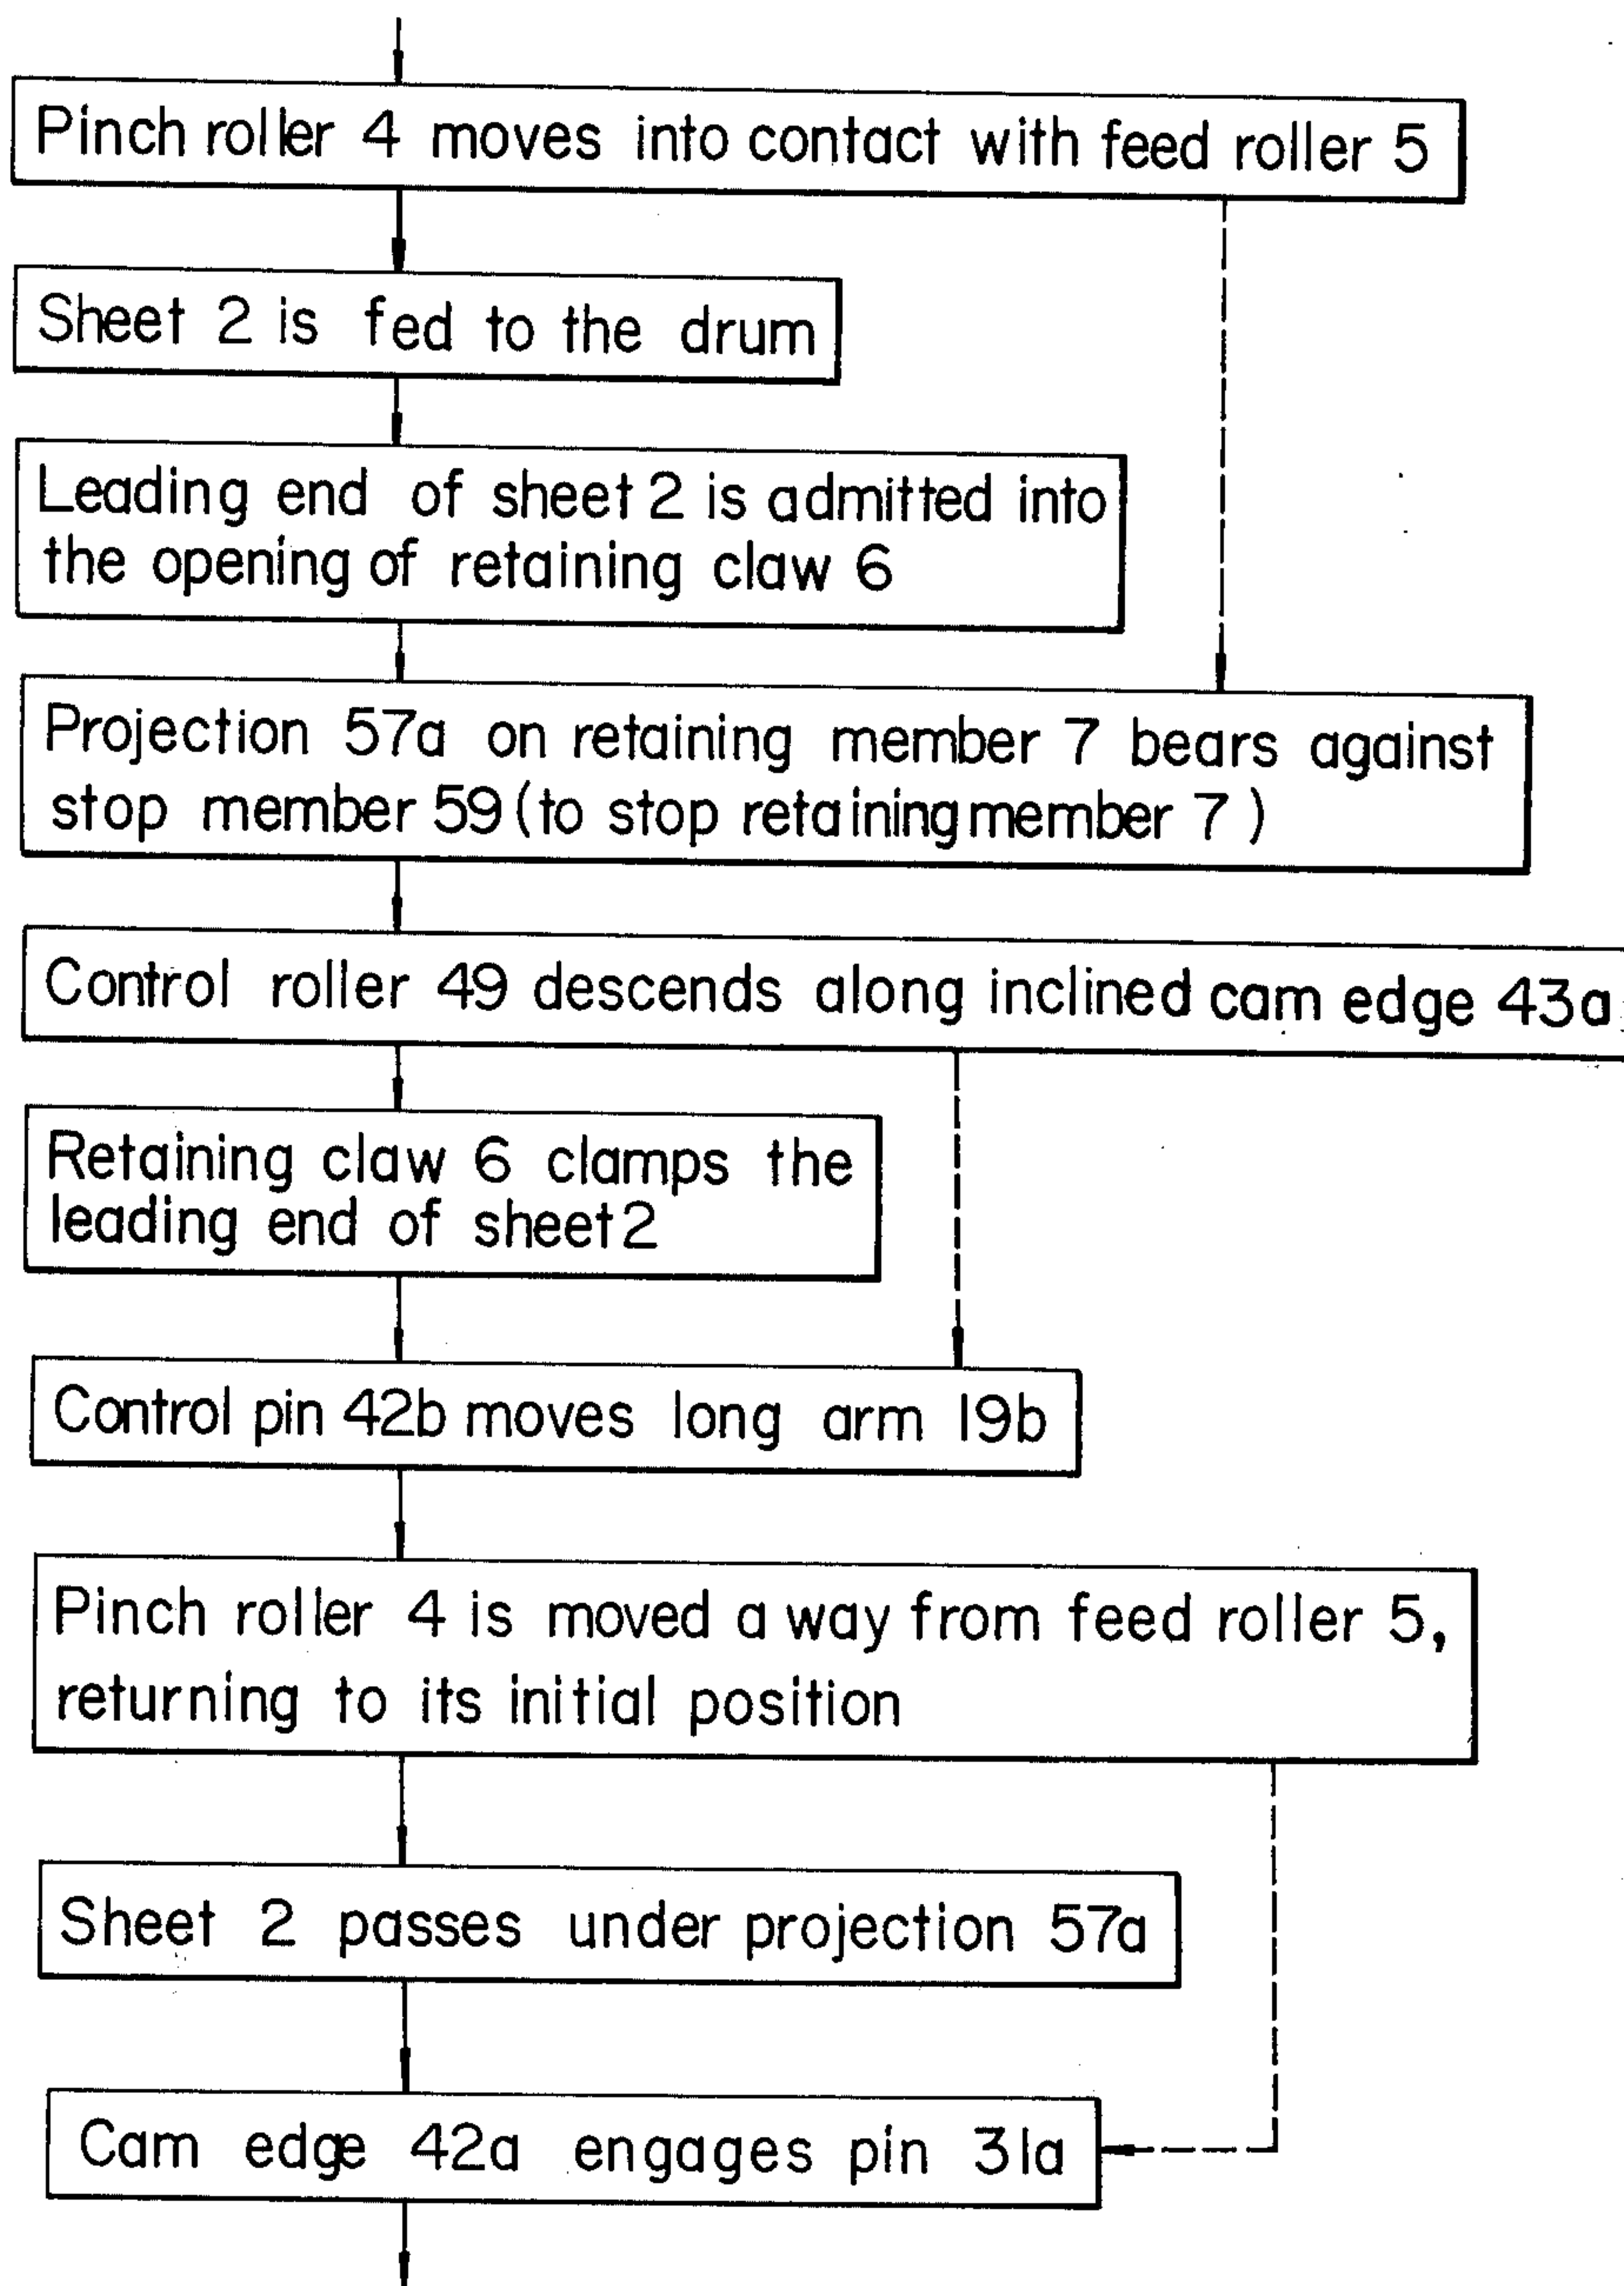 Pinch roller 4 moves into contact with feed roller 5
Sheet 2 is fed to the drum
Leading end of sheet 2 is admitted into
the opening of retaining claw 6
Projection 57a on retaining member 7 bears against
stop member 59 (to stop retaining member 7)
Control roller 49 descends along inclined cam edge 43a
Retaining claw 6 clamps the
leading end of sheet 2
Control pin 42b moves long arm 19b
Pinch roller 4 is moved a way from feed roller 5,
returning to its initial position
Sheet 2 passes under projection 57a
Cam edge 42a engages pin 31a